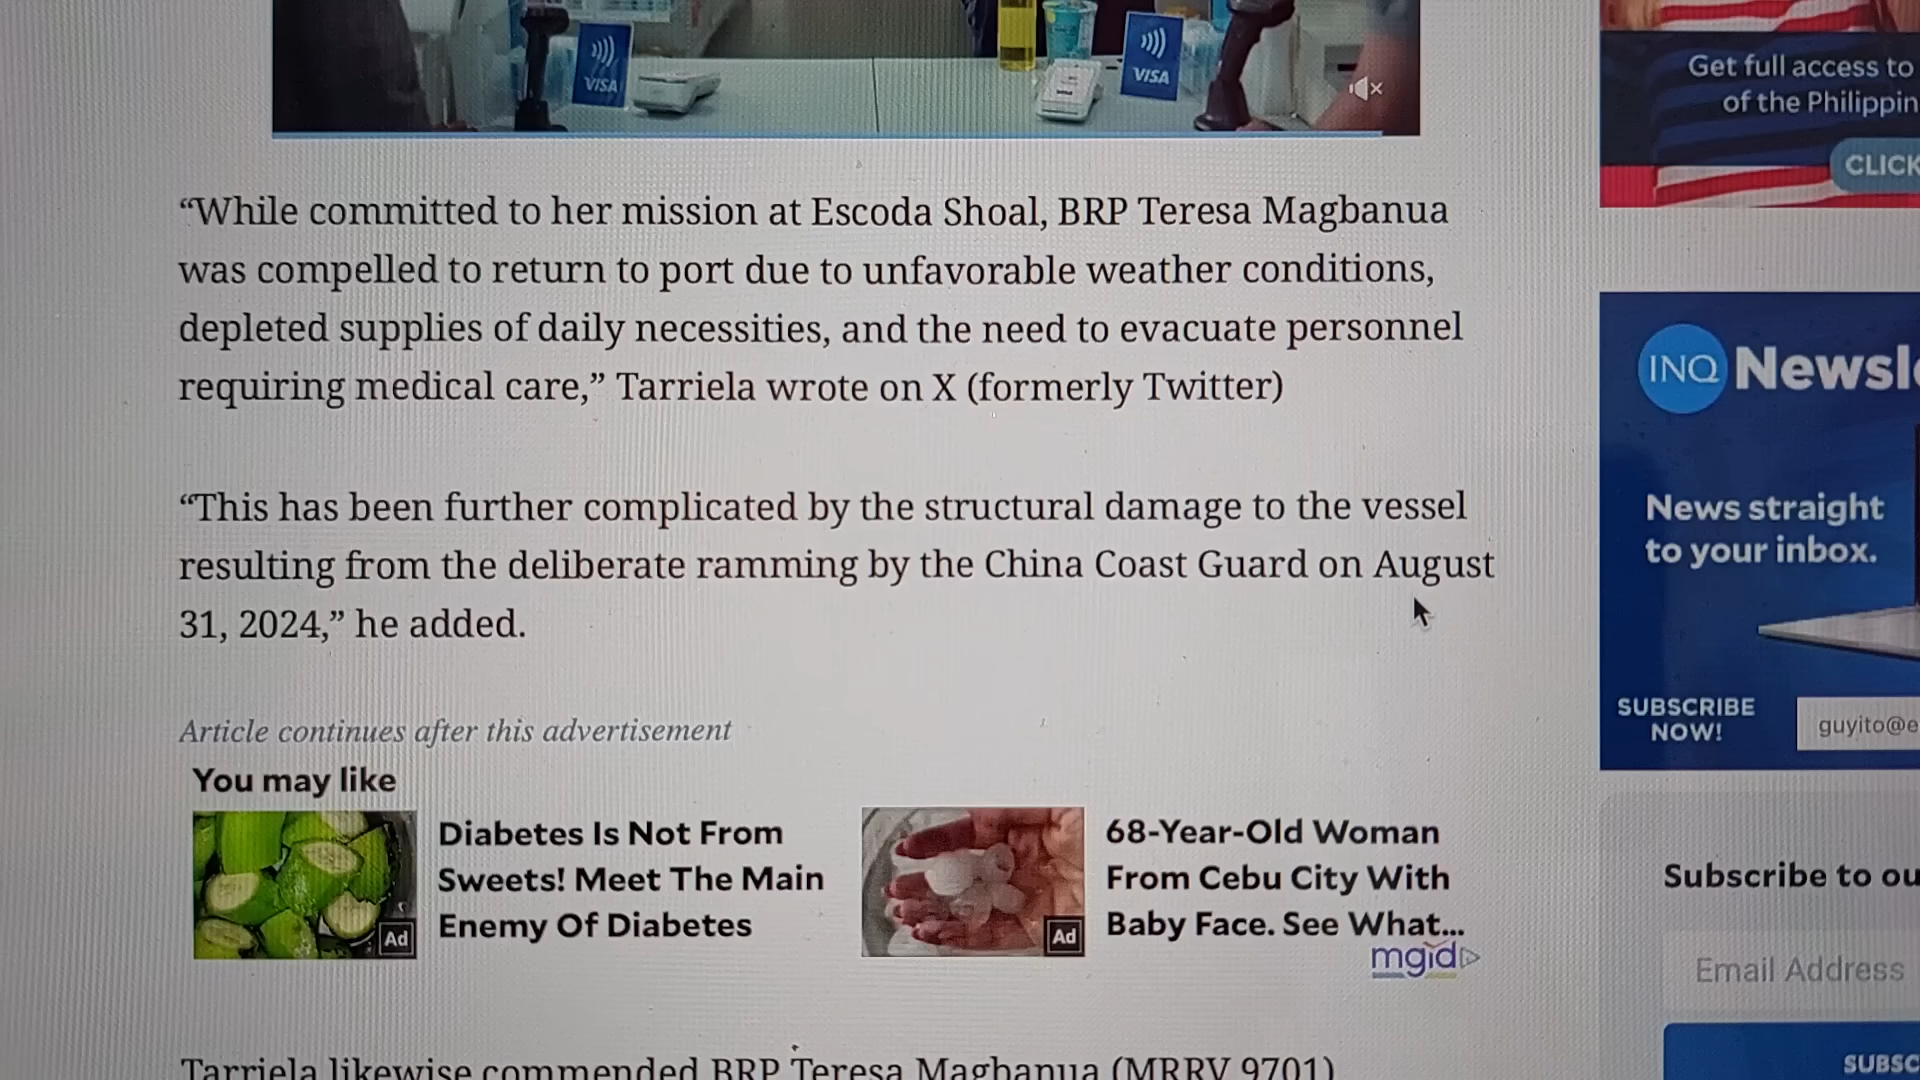 VISA
VISA
Get full access to
of the Philippin
CLICK
“While committed to her mission at Escoda Shoal, BRP Teresa Magbanua
was compelled to return to port due to unfavorable weather conditions,
depleted supplies of daily necessities, and the need to evacuate personnel
requiring medical care,” Tarriela wrote on X (formerly Twitter)
“This has been further complicated by the structural damage to the vessel
resulting from the deliberate ramming by the China Coast Guard on August
31, 2024,” he added.
Article continues after this advertisement
You may like
Diabetes Is Not From
Sweets! Meet The Main
Enemy Of Diabetes
Ad
68-Year-Old Woman
From Cebu City With
Baby Face. See What...
Ad
mgid
Tarriela likewise commended BRP Teresa Magbanua (MRRV 9701)
INQ Newsle
News straight
to your inbox.
SUBSCRIBE
NOW!
guyito@e
Subscribe to ou
Email Address
SUBSC